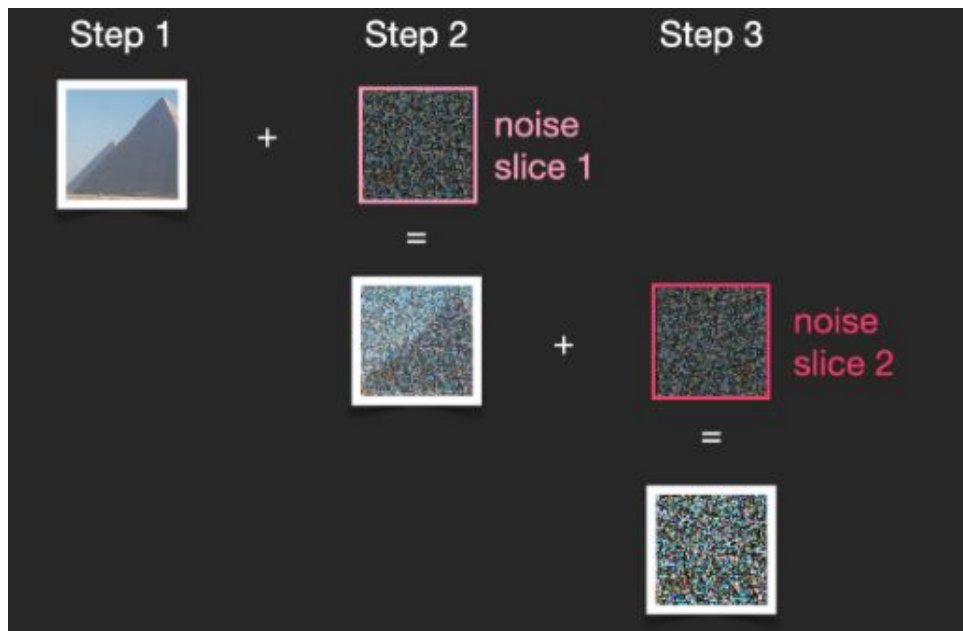 Step 1
Step 2
Step 3
+
noise
slice 1
=
+
noise
slice 2
=